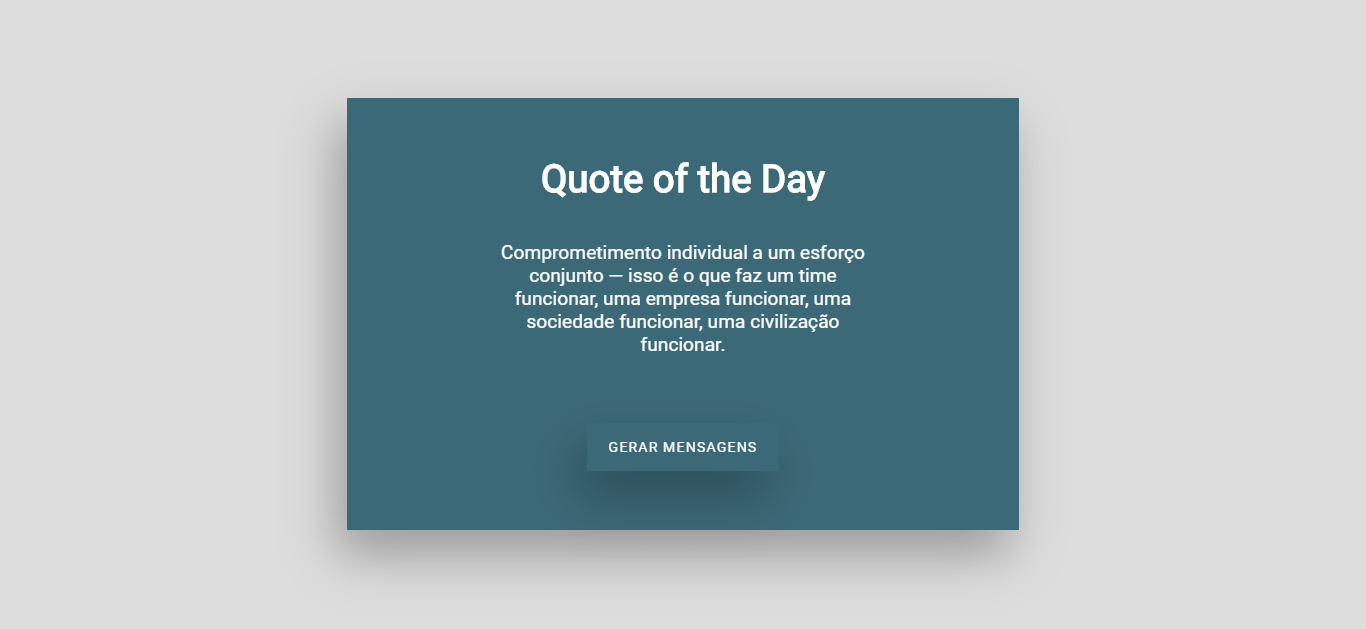 Quote of the Day
Comprometimento individual a um esforço
conjunto — isso é o que faz um time
funcionar, uma empresa funcionar, uma
sociedade funcionar, uma civilização
funcionar.
GERAR MENSAGENS